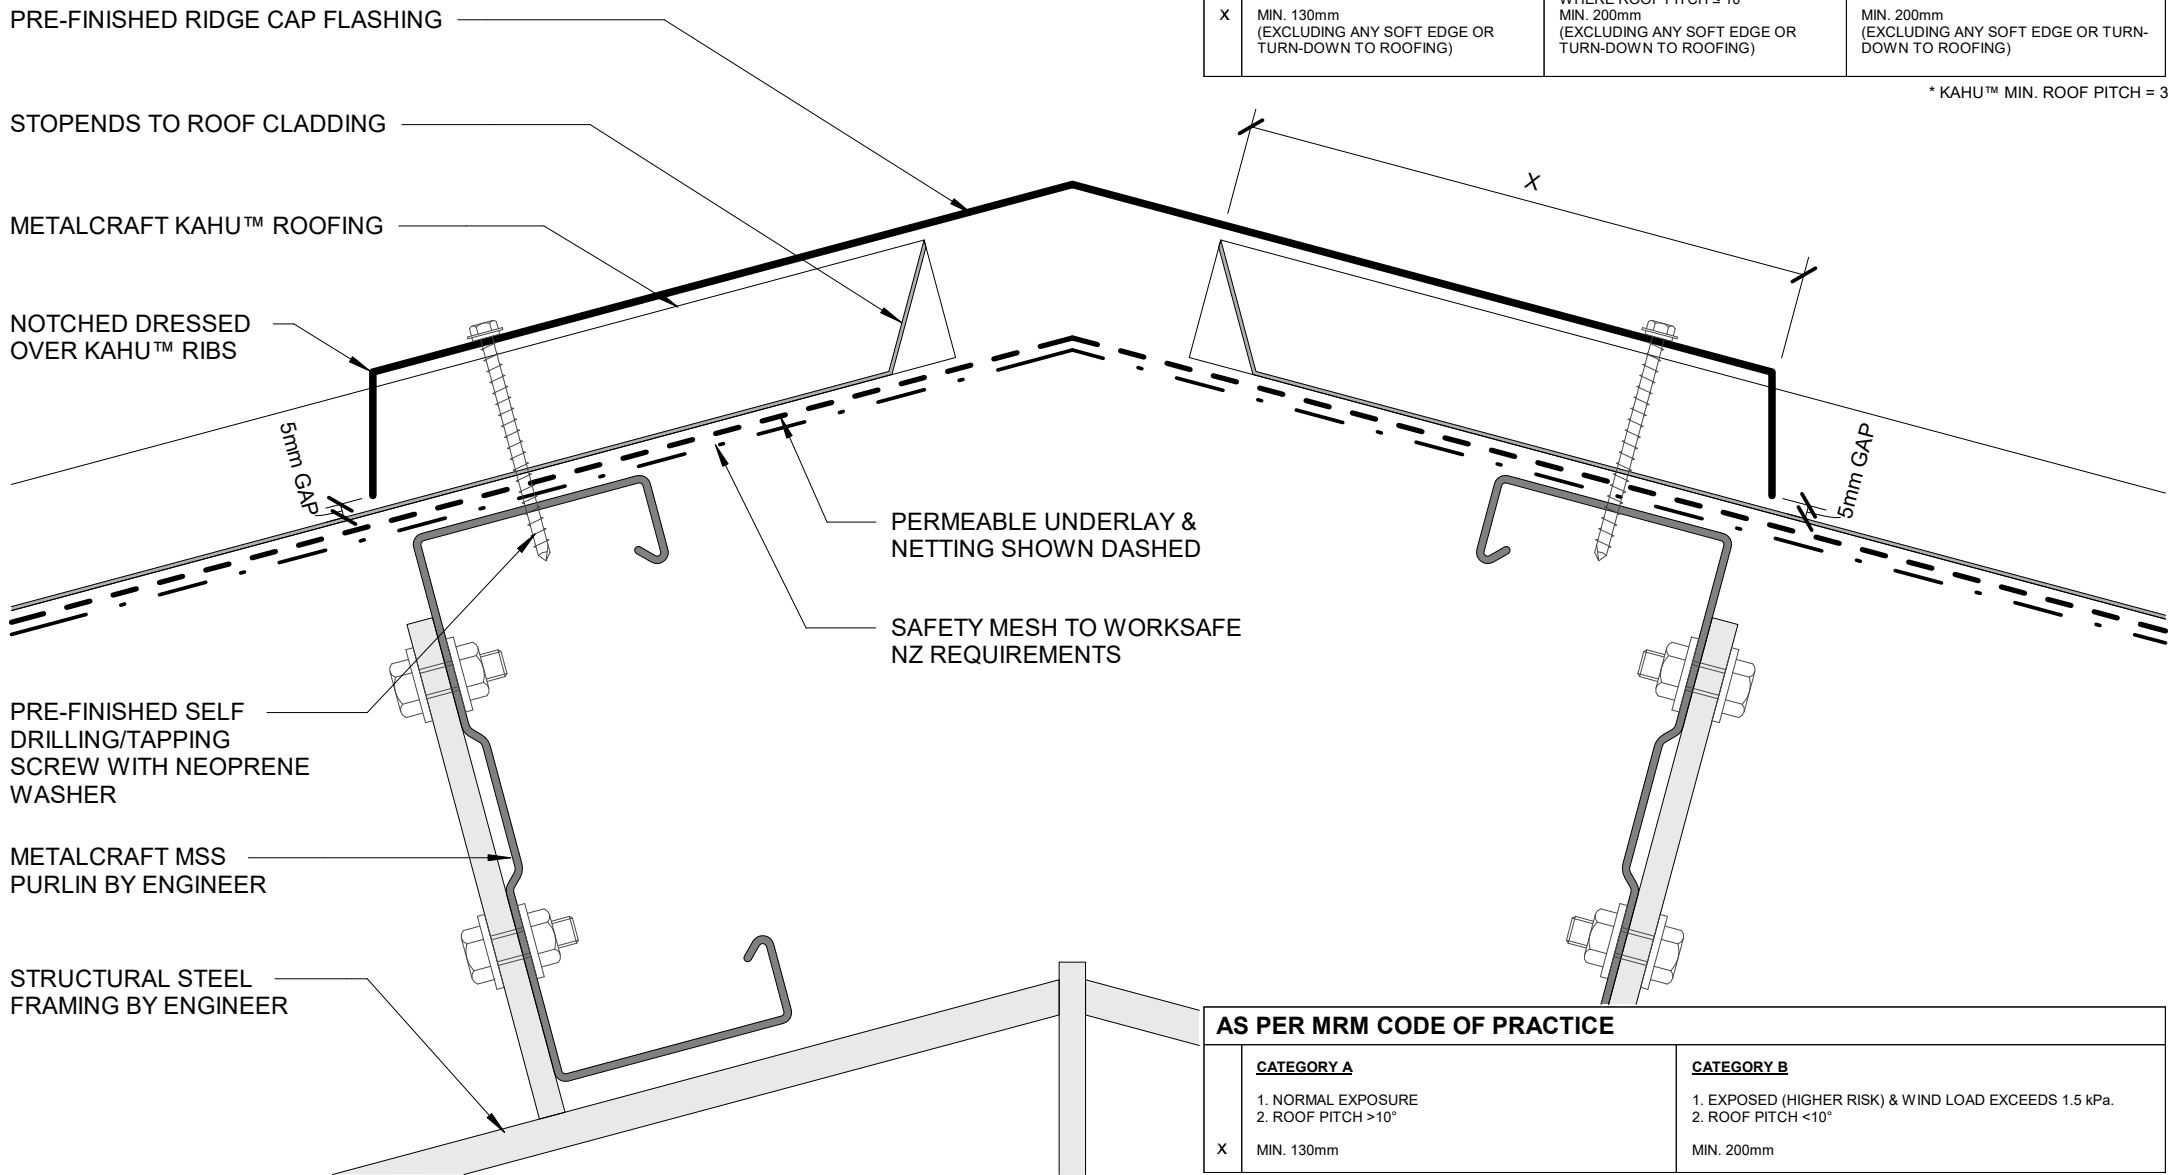 PRE-FINISHED RIDGE CAP FLASHING
STOPENDS TO ROOF CLADDING
METALCRAFT KAHU™ ROOFING
NOTCHED DRESSED
OVER KAHU™ RIBS
5mm GAP
PRE-FINISHED SELF
DRILLING/TAPPING
SCREW WITH NEOPRENE
WASHER
METALCRAFT MSS
PURLIN BY ENGINEER
STRUCTURAL STEEL
FRAMING BY ENGINEER
PERMEABLE UNDERLAY &
NETTING SHOWN DASHED
SAFETY MESH TO WORKSAFE
NZ REQUIREMENTS
X
MIN. 130mm
(EXCLUDING ANY SOFT EDGE OR
TURN-DOWN TO ROOFING)
WHERE ROOF PITCH ≤ 10
MIN. 200mm
(EXCLUDING ANY SOFT EDGE OR
TURN-DOWN TO ROOFING)
MIN. 200mm
(EXCLUDING ANY SOFT EDGE OR TURN-
DOWN TO ROOFING)
* KAHU™ MIN. ROOF PITCH = 3
X
5mm GAP
AS PER MRM CODE OF PRACTICE
CATEGORY A
1. NORMAL EXPOSURE
2. ROOF PITCH >10°
X
MIN. 130mm
CATEGORY B
1. EXPOSED (HIGHER RISK) & WIND LOAD EXCEEDS 1.5 kPa.
2. ROOF PITCH <10°
MIN. 200mm